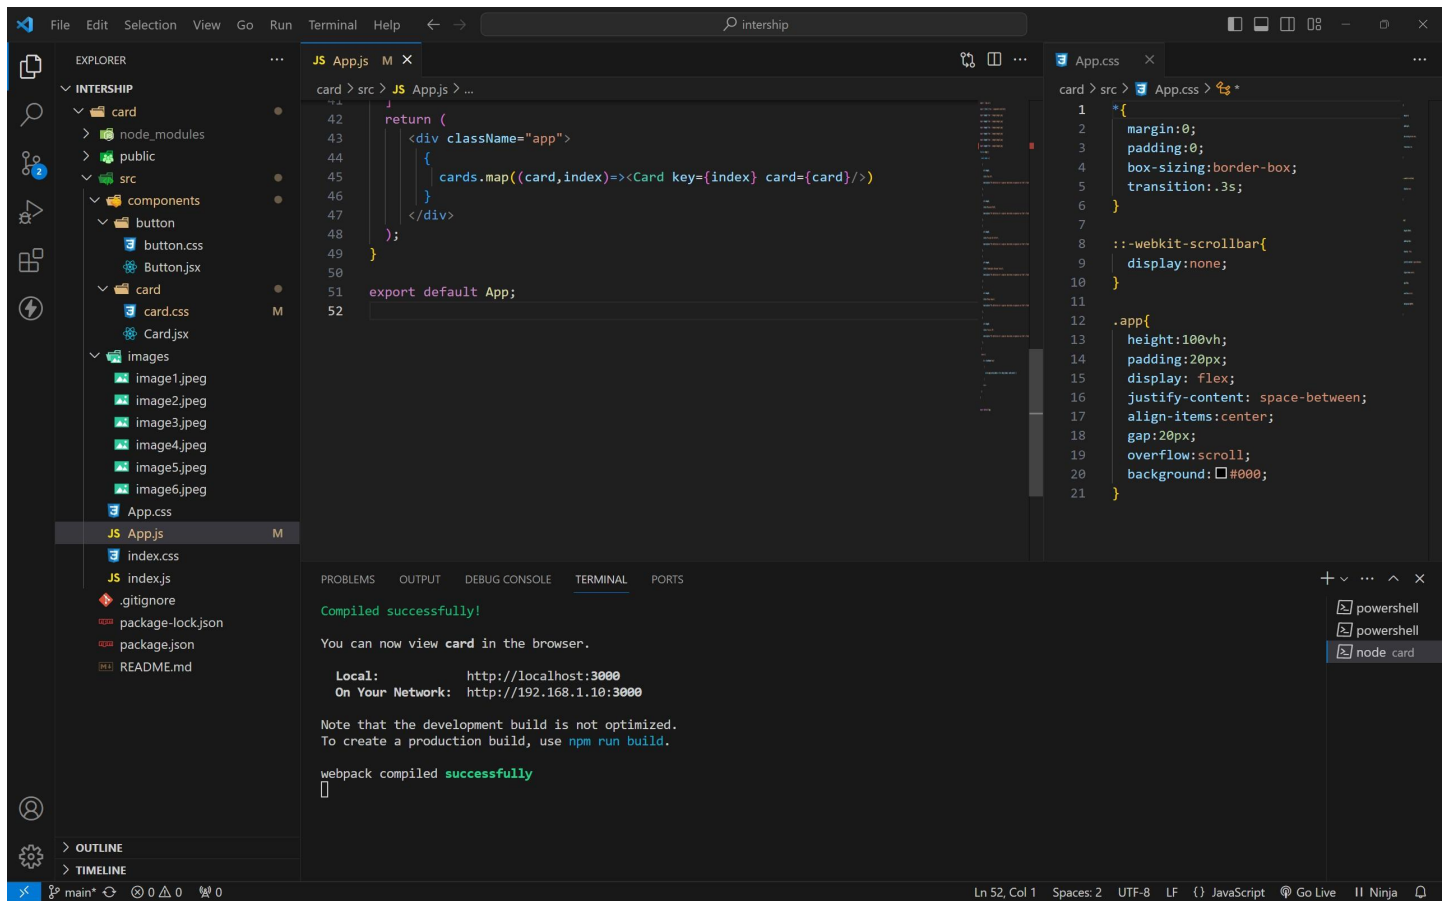 File Edit Selection View Go Run Terminal Help intership
EXPLORER
INTERSHIP
card
node_modules
public
src
components
button
button.css
Button.jsx
card
card.css M
Card.jsx
images
image1.jpeg
image2.jpeg
image3.jpeg
image4.jpeg
image5.jpeg
image6.jpeg
App.css
JS App.js M
index.css
JS index.js
.gitignore
package-lock.json
package.json
README.md
OUTLINE
TIMELINE
JS App.js M
card > src > JS App.js > ...
41 ]
42 return (
43 <div className="app">
44 {
45 cards.map((card,index)=><Card key={index} card={card}/>)
46 }
47 </div>
48 );
49 }
50
51 export default App;
52
App.css
card > src > App.css > *
1 *{
2 margin:0;
3 padding:0;
4 box-sizing:border-box;
5 transition:.3s;
6 }
7
8 ::-webkit-scrollbar{
9 display:none;
10 }
11
12 .app{
13 height:100vh;
14 padding:20px;
15 display: flex;
16 justify-content: space-between;
17 align-items:center;
18 gap:20px;
19 overflow:scroll;
20 background:#000;
21 }
PROBLEMS OUTPUT DEBUG CONSOLE TERMINAL PORTS
Compiled successfully!
You can now view card in the browser.
Local: http://localhost:3000
On Your Network: http://192.168.1.10:3000
Note that the development build is not optimized.
To create a production build, use npm run build.
webpack compiled successfully
powershell
powershell
node card
2
main* 0 0 0 Ln 52, Col 1 Spaces: 2 UTF-8 LF {} JavaScript Go Live Ninja